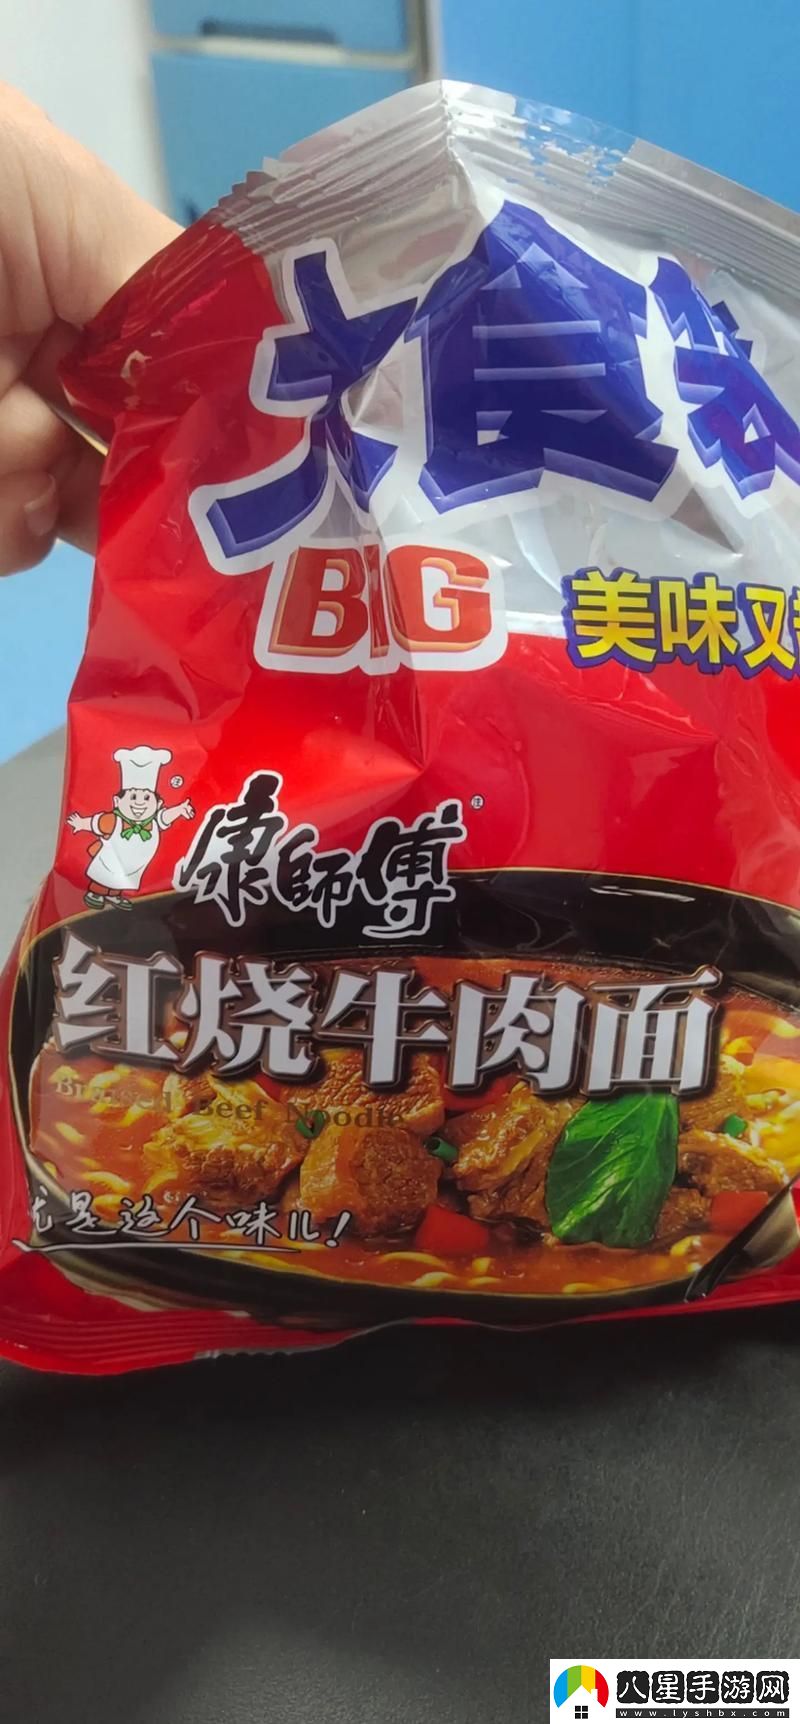 大食
BIG
美味又
康師傅
红烧牛肉面
Braised Beef Noodle
就是这个味儿!
八星手游网
www.lyshbx.com